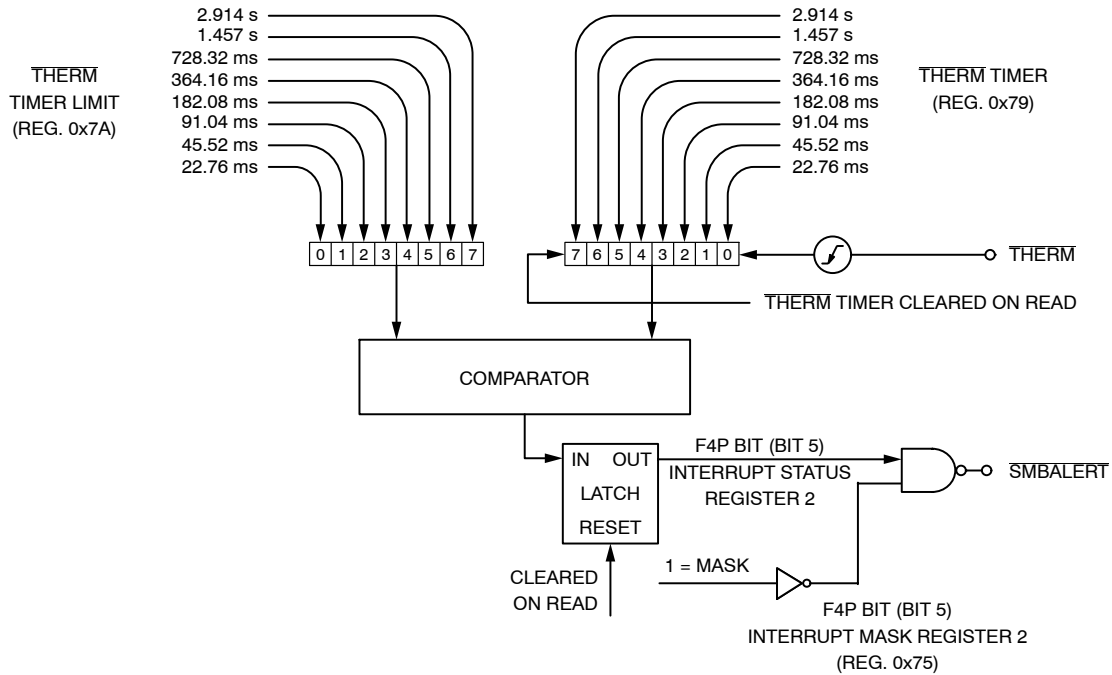 2.914 s
1.457 s
728.32 ms
364.16 ms
182.08 ms
91.04 ms
45.52 ms
22.76 ms
THERM
TIMER LIMIT
(REG. 0x7A)
2.914 s
1.457 s
728.32 ms
364.16 ms
182.08 ms
91.04 ms
45.52 ms
22.76 ms
THERM TIMER
(REG. 0x79)
0 1 2 3 4 5 6 7
7 6 5 4 3 2 1 0
THERM
THERM TIMER CLEARED ON READ
COMPARATOR
IN OUT
LATCH
RESET
F4P BIT (BIT 5)
INTERRUPT STATUS
REGISTER 2
SMBALERT
CLEARED
ON READ
1 = MASK
F4P BIT (BIT 5)
INTERRUPT MASK REGISTER 2
(REG. 0x75)